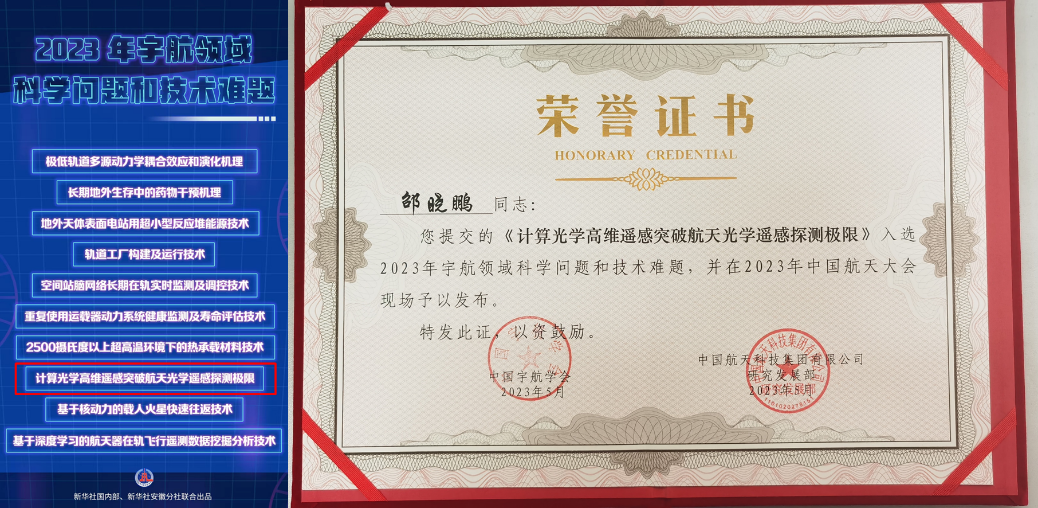 2023 年宇航领域
科学问题和技术难题
极低轨道多源动力学耦合效应和演化机理
长期地外生存中的药物干预机理
地外天体表面电站用超小型反应堆能源技术
轨道工厂构建及运行技术
空间站脑网络长期在轨实时监测及调控技术
重复使用运载器动力系统健康监测及寿命评估技术
2500摄氏度以上超高温环境下的热承载材料技术
计算光学高维遥感突破航天光学遥感探测极限
基于核动力的载人火星快速往返技术
基于深度学习的航天器在轨飞行遥测数据挖掘分析技术
新华社国内部、新华社安徽分社联合出品
荣誉证书
HONORARY CREDENTIAL
邵晓鹏 同志：
您提交的《计算光学高维遥感突破航天光学遥感探测极限》入选
2023年宇航领域科学问题和技术难题，并在2023年中国航天大会
现场予以发布。
特发此证，以资鼓励。
中国宇航学会
2023年5月
中国航天科技集团有限公司
研究发展部
2023年5月